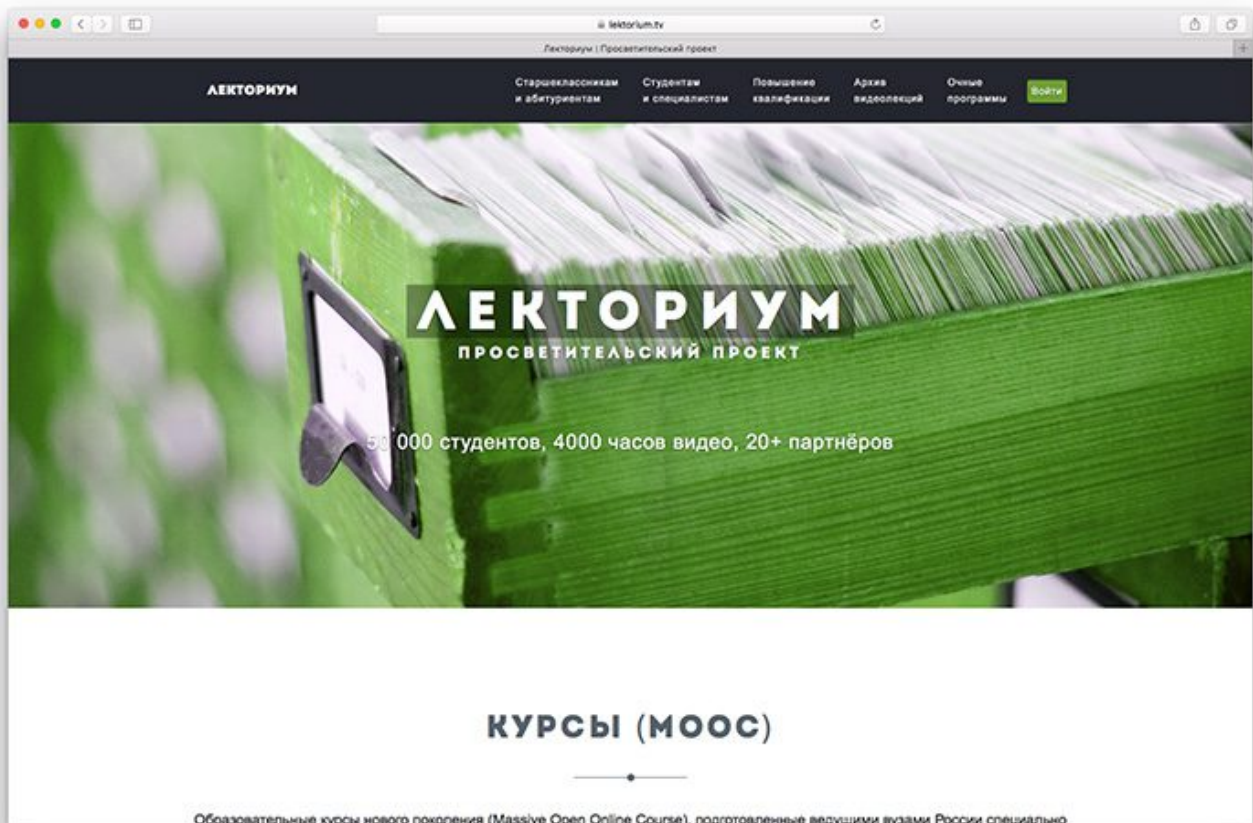 lektorium.tv
Лекториум | Просветительский проект
ЛЕКТОРИУМ
Старшеклассникам
и абитуриентам
Студентам
и специалистам
Повышение
квалификации
Архив
видеолекций
Очные
программы
Войти
ЛЕКТОРИУМ
ПРОСВЕТИТЕЛЬСКИЙ ПРОЕКТ
50 000 студентов, 4000 часов видео, 20+ партнёров
КУРСЫ (MOOC)
Образовательные курсы нового поколения (Massive Open Online Course), подготовленные ведущими вузами России специально